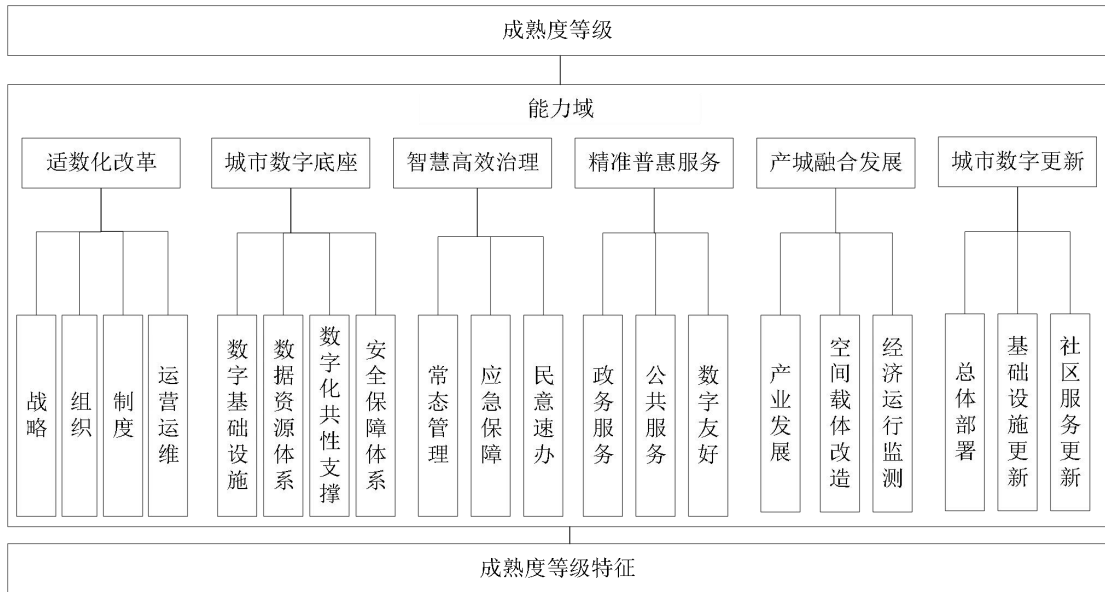 成熟度等级
能力域
适数化改革
城市数字底座
智慧高效治理
精准普惠服务
产城融合发展
城市数字更新
战略
组织
制度
运营运维
数字基础设施
数据资源体系
数字化共性支撑
安全保障体系
常态管理
应急保障
民意速办
政务服务
公共服务
数字友好
产业发展
空间载体改造
经济运行监测
总体部署
基础设施更新
社区服务更新
成熟度等级特征